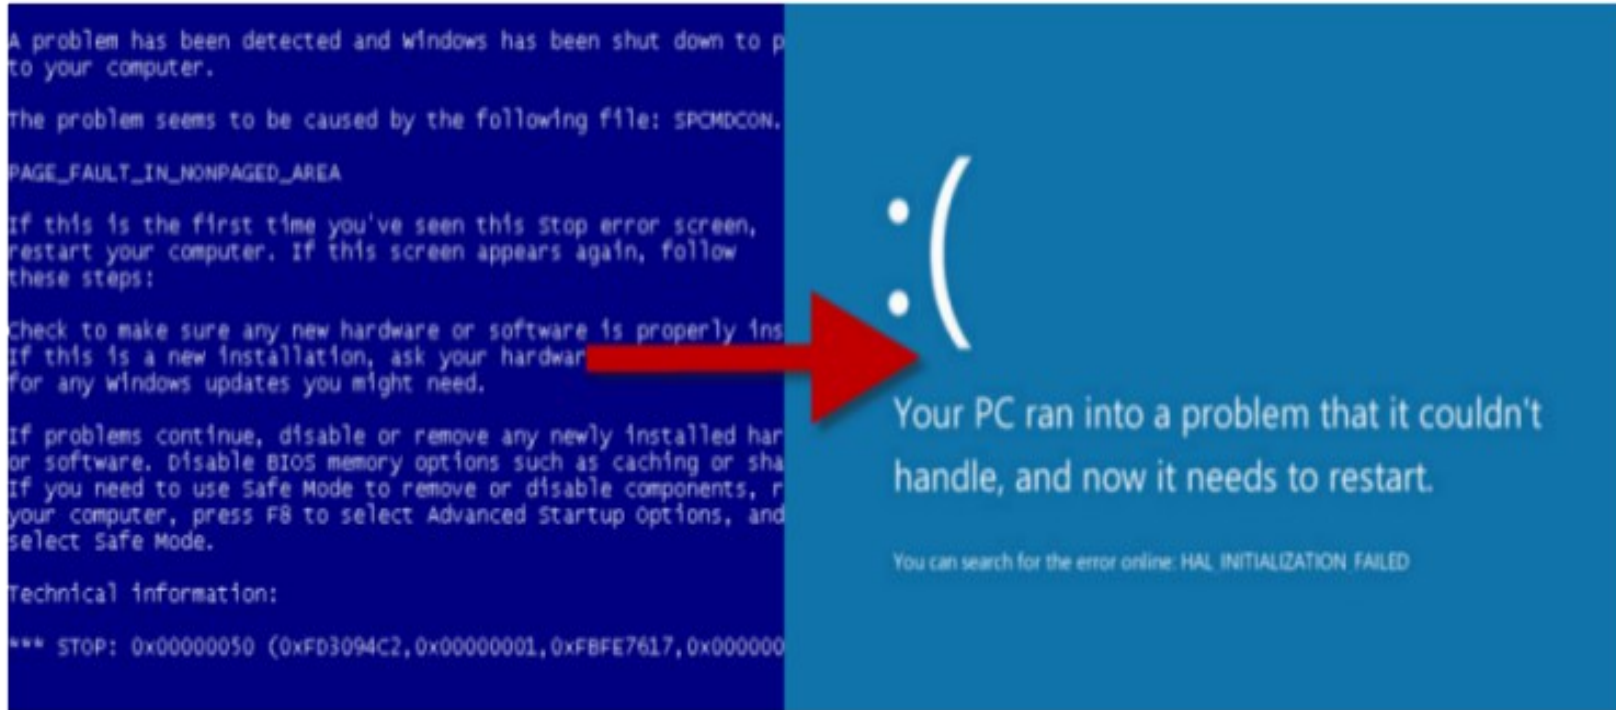 A problem has been detected and Windows has been shut down to p
to your computer.
The problem seems to be caused by the following file: SPCMDCON.
PAGE_FAULT_IN_NONPAGED_AREA
If this is the first time you've seen this Stop error screen,
restart your computer. If this screen appears again, follow
these steps:
Check to make sure any new hardware or software is properly ins
If this is a new installation, ask your hardwar
for any Windows updates you might need.
If problems continue, disable or remove any newly installed har
or software. Disable BIOS memory options such as caching or sha
If you need to use Safe Mode to remove or disable components, r
your computer, press F8 to select Advanced Startup Options, and
select Safe Mode.
Technical information:
*** STOP: 0x00000050 (0xFD3094C2,0x00000001,0xFBFE7617,0x000000
:(
Your PC ran into a problem that it couldn't
handle, and now it needs to restart.
You can search for the error online: HAL_INITIALIZATION_FAILED